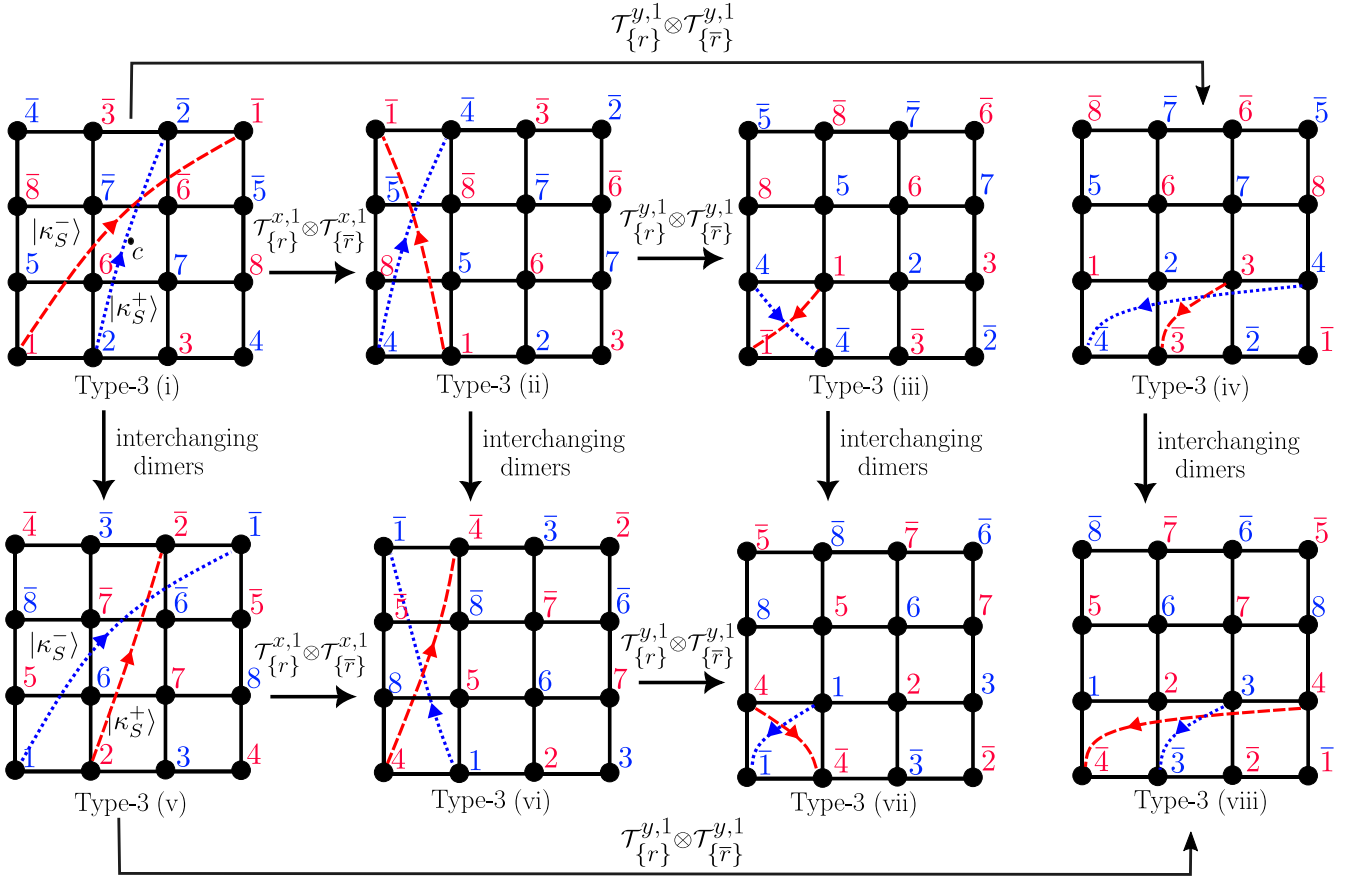 𝒯^{y,1}_{\{r\}}⊗𝒯^{y,1}_{\{r̄\}}
4̄ 3̄ 2̄ 1̄
8̄ 7̄ 6̄ 5̄
|κ_S^-⟩
c
5 6 7 8
|κ_S^+⟩
1 2 3 4
Type-3 (i)
𝒯^{x,1}_{\{r\}}⊗𝒯^{x,1}_{\{r̄\}}
1̄ 4̄ 3̄ 2̄
5̄ 8̄ 7̄ 6̄
8 5 6 7
4 1 2 3
Type-3 (ii)
𝒯^{y,1}_{\{r\}}⊗𝒯^{y,1}_{\{r̄\}}
5̄ 8̄ 7̄ 6̄
8 5 6 7
4 1 2 3
1̄ 4̄ 3̄ 2̄
Type-3 (iii)
8̄ 7̄ 6̄ 5̄
5 6 7 8
1 2 3 4
4̄ 3̄ 2̄ 1̄
Type-3 (iv)
interchanging
dimers
interchanging
dimers
interchanging
dimers
interchanging
dimers
4̄ 3̄ 2̄ 1̄
8̄ 7̄ 6̄ 5̄
|κ_S^-⟩
5 6 7 8
|κ_S^+⟩
1 2 3 4
Type-3 (v)
𝒯^{x,1}_{\{r\}}⊗𝒯^{x,1}_{\{r̄\}}
1̄ 4̄ 3̄ 2̄
5̄ 8̄ 7̄ 6̄
8 5 6 7
4 1 2 3
Type-3 (vi)
𝒯^{y,1}_{\{r\}}⊗𝒯^{y,1}_{\{r̄\}}
5̄ 8̄ 7̄ 6̄
8 5 6 7
4 1 2 3
1̄ 4̄ 3̄ 2̄
Type-3 (vii)
8̄ 7̄ 6̄ 5̄
5 6 7 8
1 2 3 4
4̄ 3̄ 2̄ 1̄
Type-3 (viii)
𝒯^{y,1}_{\{r\}}⊗𝒯^{y,1}_{\{r̄\}}